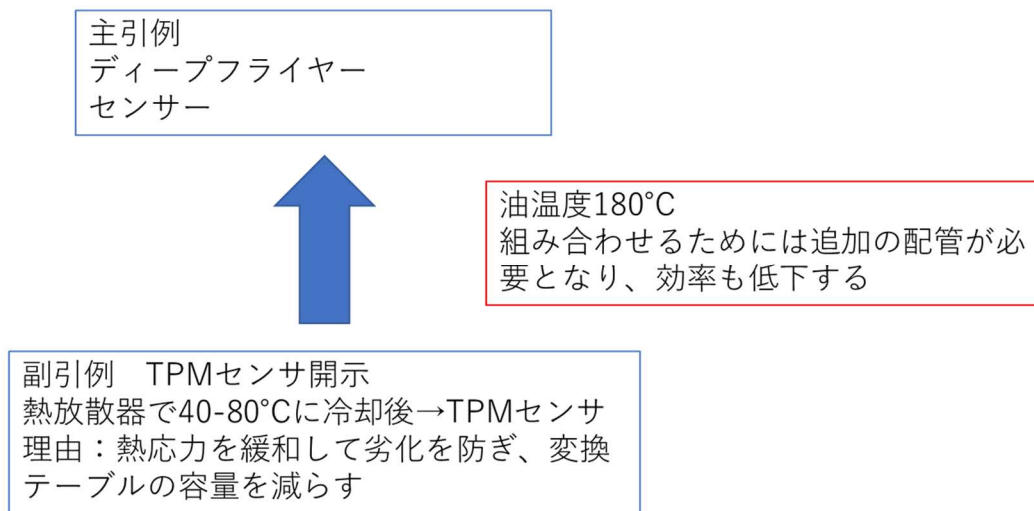 主引例
ディープフライヤー
センサー
油温度180°C
組み合わせるためには追加の配管が必
要となり、効率も低下する
副引例　TPMセンサ開示
熱放散器で40-80°Cに冷却後→TPMセンサ
理由：熱応力を緩和して劣化を防ぎ、変換
テーブルの容量を減らす